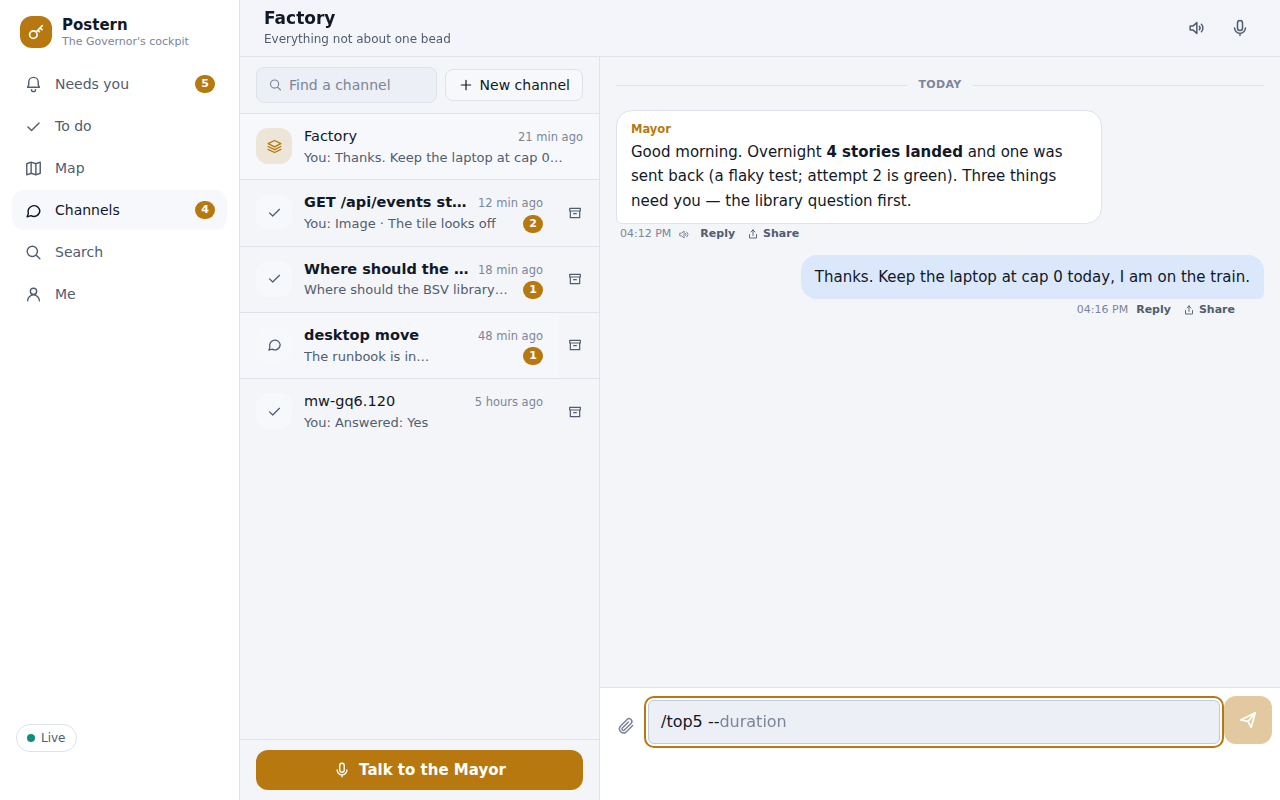 Postern
The Governor's cockpit
Needs you
5
To do
Map
Channels
4
Search
Me
Live
Factory
Everything not about one bead
Find a channel
New channel
Factory
21 min ago
You: Thanks. Keep the laptop at cap 0…
GET /api/events st…
12 min ago
You: Image · The tile looks off
2
Where should the …
18 min ago
Where should the BSV library…
1
desktop move
48 min ago
The runbook is in…
1
mw-gq6.120
5 hours ago
You: Answered: Yes
Talk to the Mayor
TODAY
Mayor
Good morning. Overnight 4 stories landed and one was
sent back (a flaky test; attempt 2 is green). Three things
need you — the library question first.
04:12 PM
Reply
Share
Thanks. Keep the laptop at cap 0 today, I am on the train.
04:16 PM
Reply
Share
/top5 --duration